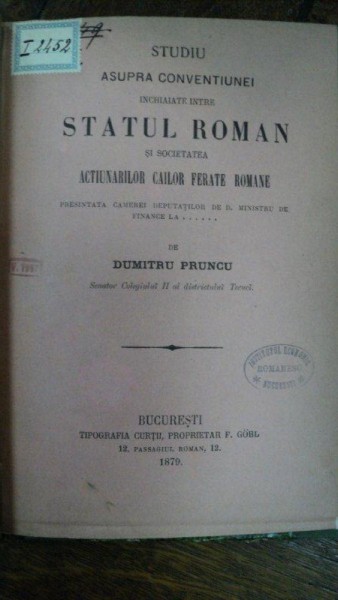 I 2452
STUDIU
ASUPRA CONVENTIUNEI
INCHIAIATE INTRE
STATUL ROMAN
ŞI SOCIETATEA
ACTIUNARILOR CAILOR FERATE ROMANE
PRESINTATA CAMEREI DEPUTAŢILOR DE D. MINISTRU DE
FINANCE LA . . . . . .
DE
DUMITRU PRUNCU
Senator Colegiului II al districtului Torocl.
ROMANESC
BUCUREŞTI
TIPOGRAFIA CURŢII, PROPRIETAR F. GÖBL
12, PASSAGIUL ROMAN, 12.
1879.